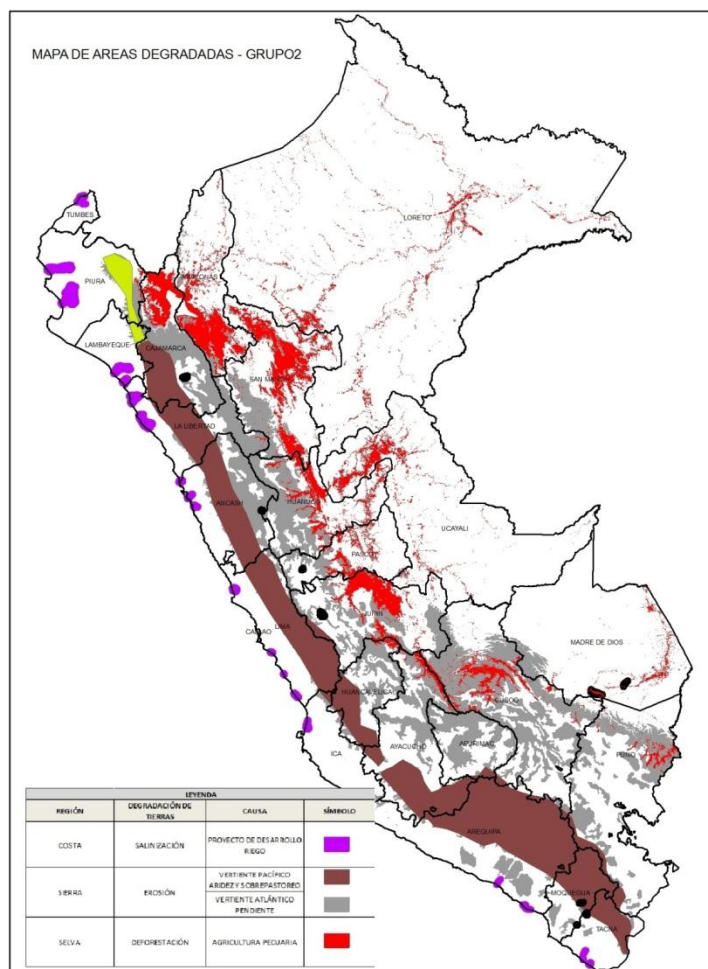 MAPA DE AREAS DEGRADADAS - GRUPO2
TUMBES
LORETO
PIURA
AMAZONAS
LAMBAYEQUE
CAJAMARCA
SAN MARTIN
LA LIBERTAD
ANCASH
HUANUCO
UCAYALI
PASCO
JUNIN
CALLAO
LIMA
MADRE DE DIOS
HUANCAVELICA
CUSCO
ICA
AYACUCHO
APURIMAC
PUNO
AREQUIPA
MOQUEGUA
TACNA
LEYENDA
REGIÓN
DEGRADACIÓN DE TIERRAS
CAUSA
SÍMBOLO
COSTA
SALINIZACIÓN
PROYECTO DE DESARROLLO RIEGO
SIERRA
EROSIÓN
VERTIENTE PACÍFICO
ARIDEZ Y SOBREPASTOREO
VERTIENTE ATLÁNTICO
PENDIENTE
SELVA
DEFORESTACIÓN
AGRICULTURA PECUARIA